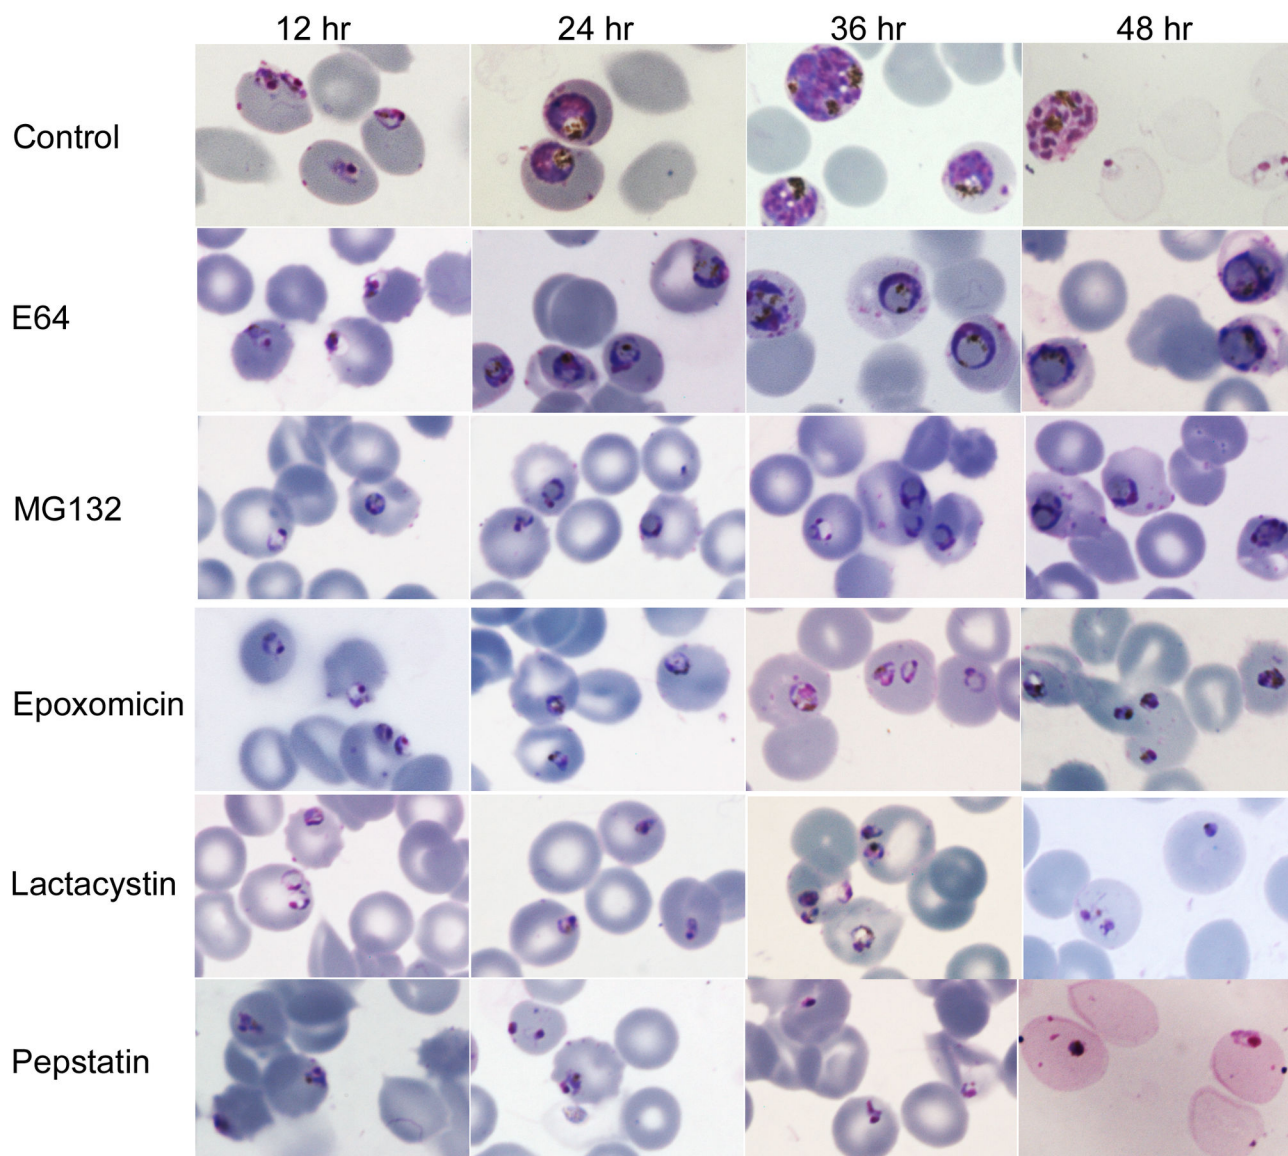 12 hr 24 hr 36 hr 48 hr
Control
E64
MG132
Epoxomicin
Lactacystin
Pepstatin